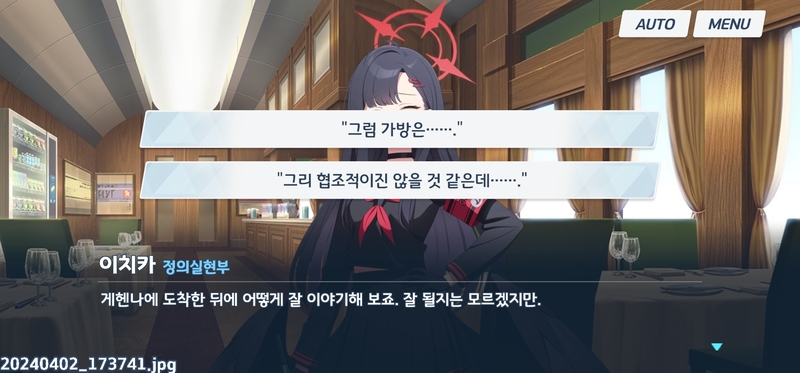 AUTO
MENU
"그럼 가방은……."
"그리 협조적이진 않을 것 같은데……."
이치카 정의실현부
게헨나에 도착한 뒤에 어떻게 잘 이야기해 보죠. 잘 될지는 모르겠지만.
20240402_173741.jpg